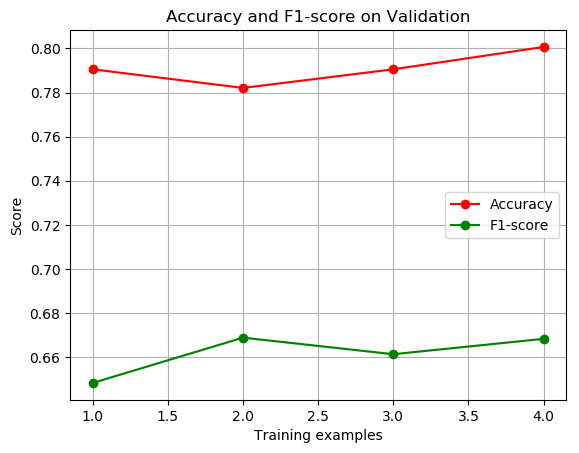 Accuracy and F1-score on Validation
0.80
0.78
0.76
0.74
0.72
0.70
0.68
0.66
Score
Accuracy
F1-score
1.0 1.5 2.0 2.5 3.0 3.5 4.0
Training examples